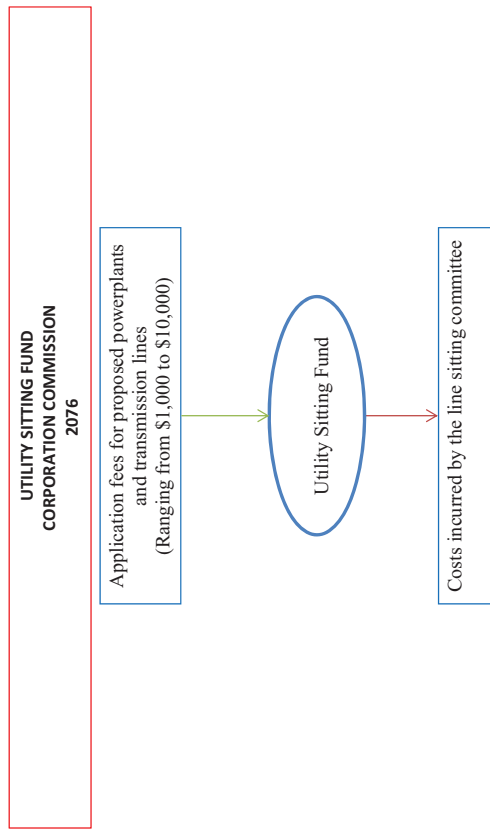 UTILITY SITTING FUND
CORPORATION COMMISSION
2076
Application fees for proposed powerplants
and transmission lines
(Ranging from $1,000 to $10,000)
Utility Sitting Fund
Costs incurred by the line sitting committee